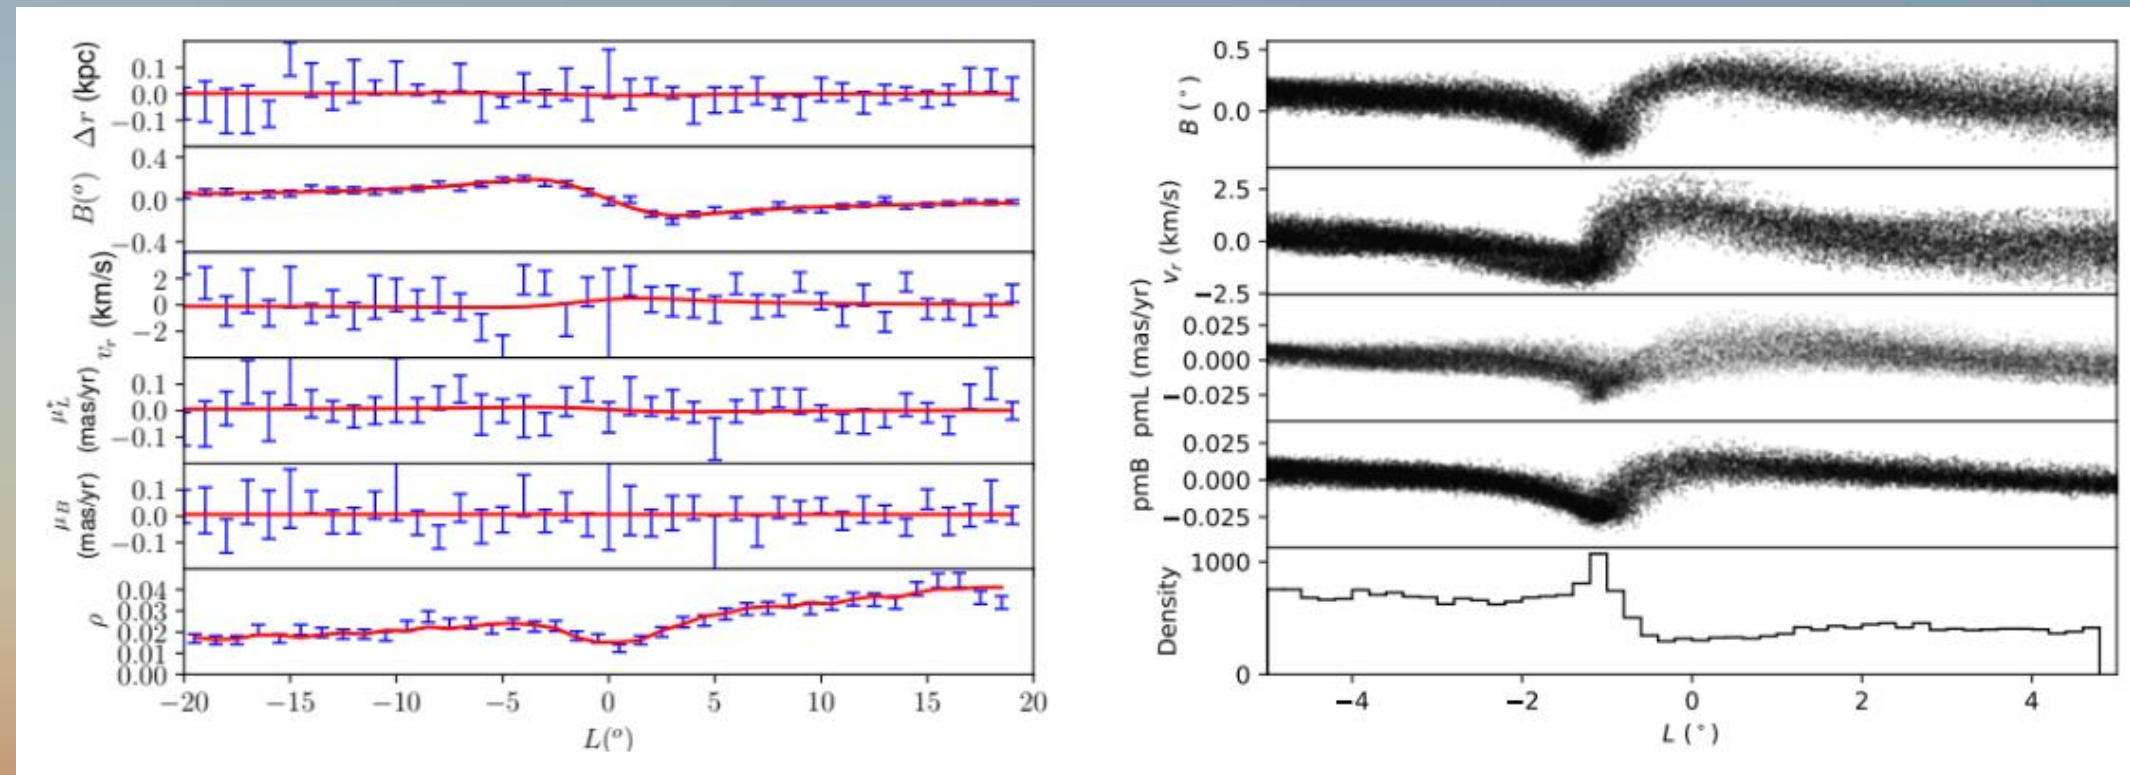 Δr (kpc)
0.1
0.0
−0.1
B(°)
0.4
0.0
−0.4
v_r (km/s)
2
0
−2
μ*_L
(mas/yr)
0.1
0.0
−0.1
μ_B
(mas/yr)
0.1
0.0
−0.1
ρ
0.04
0.03
0.02
0.01
0.00
−20 −15 −10 −5 0 5 10 15 20
L(°)
B (°)
0.5
0.0
v_r (km/s)
2.5
0.0
−2.5
pmL (mas/yr)
0.025
0.000
−0.025
pmB
0.025
0.000
−0.025
Density
1000
0
−4 −2 0 2 4
L (°)